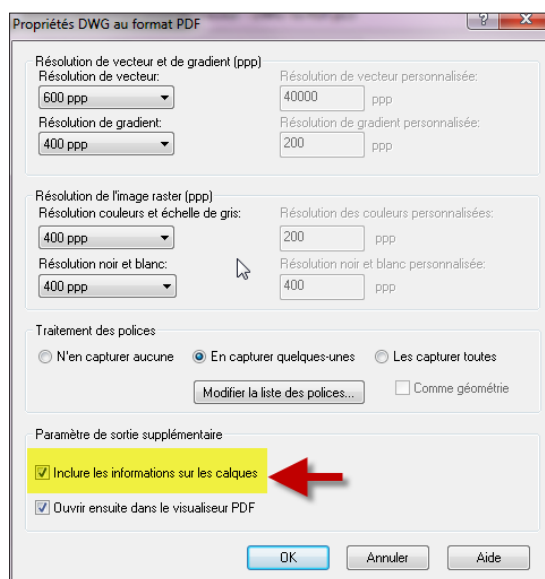 Propriétés DWG au format PDF
Résolution de vecteur et de gradient (ppp)
Résolution de vecteur: Résolution de vecteur personnalisée:
600 ppp 40000 ppp
Résolution de gradient: Résolution de gradient personnalisée:
400 ppp 200 ppp
Résolution de l'image raster (ppp)
Résolution couleurs et échelle de gris: Résolution des couleurs personnalisées:
400 ppp 200 ppp
Résolution noir et blanc: Résolution noir et blanc personnalisée:
400 ppp 400 ppp
Traitement des polices
N'en capturer aucune En capturer quelques-unes Les capturer toutes
Modifier la liste des polices... Comme géométrie
Paramètre de sortie supplémentaire
Inclure les informations sur les calques
Ouvrir ensuite dans le visualiseur PDF
OK Annuler Aide